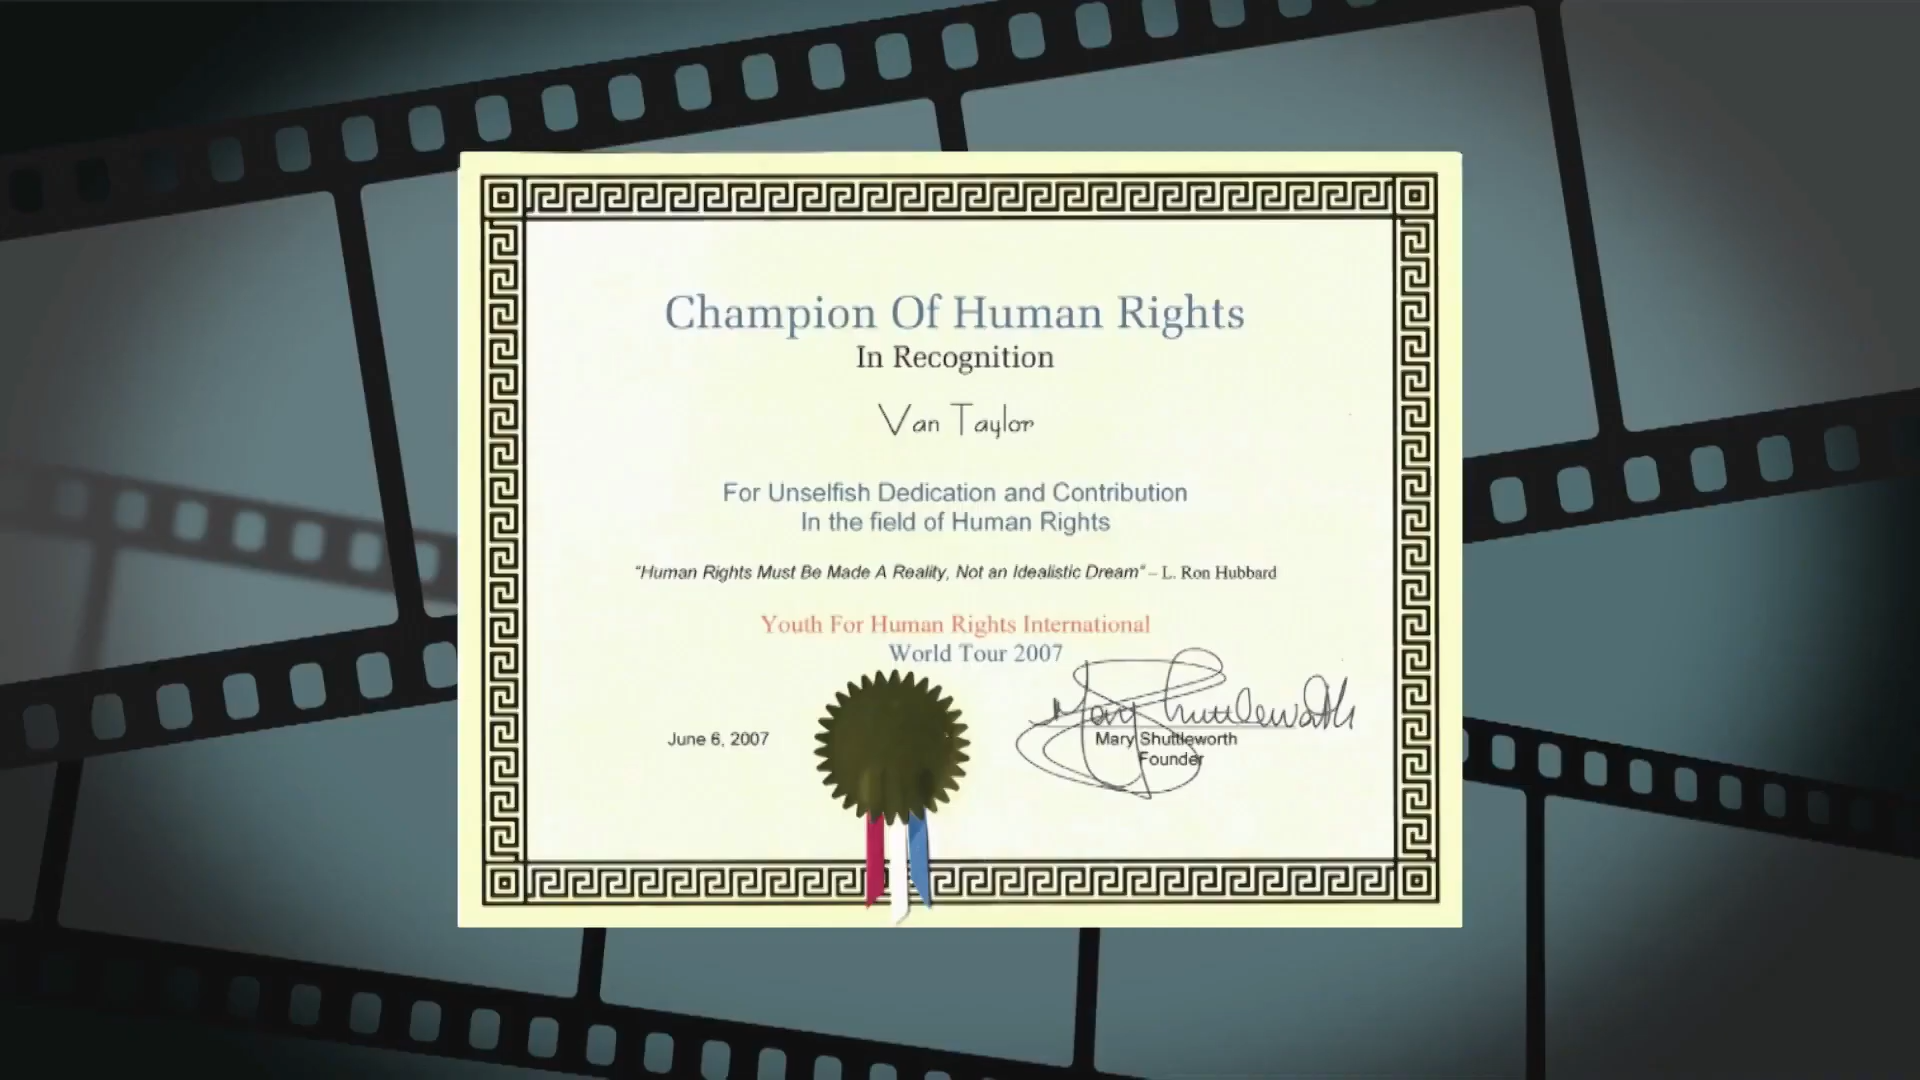 Champion Of Human Rights
In Recognition
Van Taylor
For Unselfish Dedication and Contribution
In the field of Human Rights
"Human Rights Must Be Made A Reality, Not an Idealistic Dream" – L. Ron Hubbard
Youth For Human Rights International
World Tour 2007
Mary Shuttleworth
June 6, 2007
Mary Shuttleworth
Founder